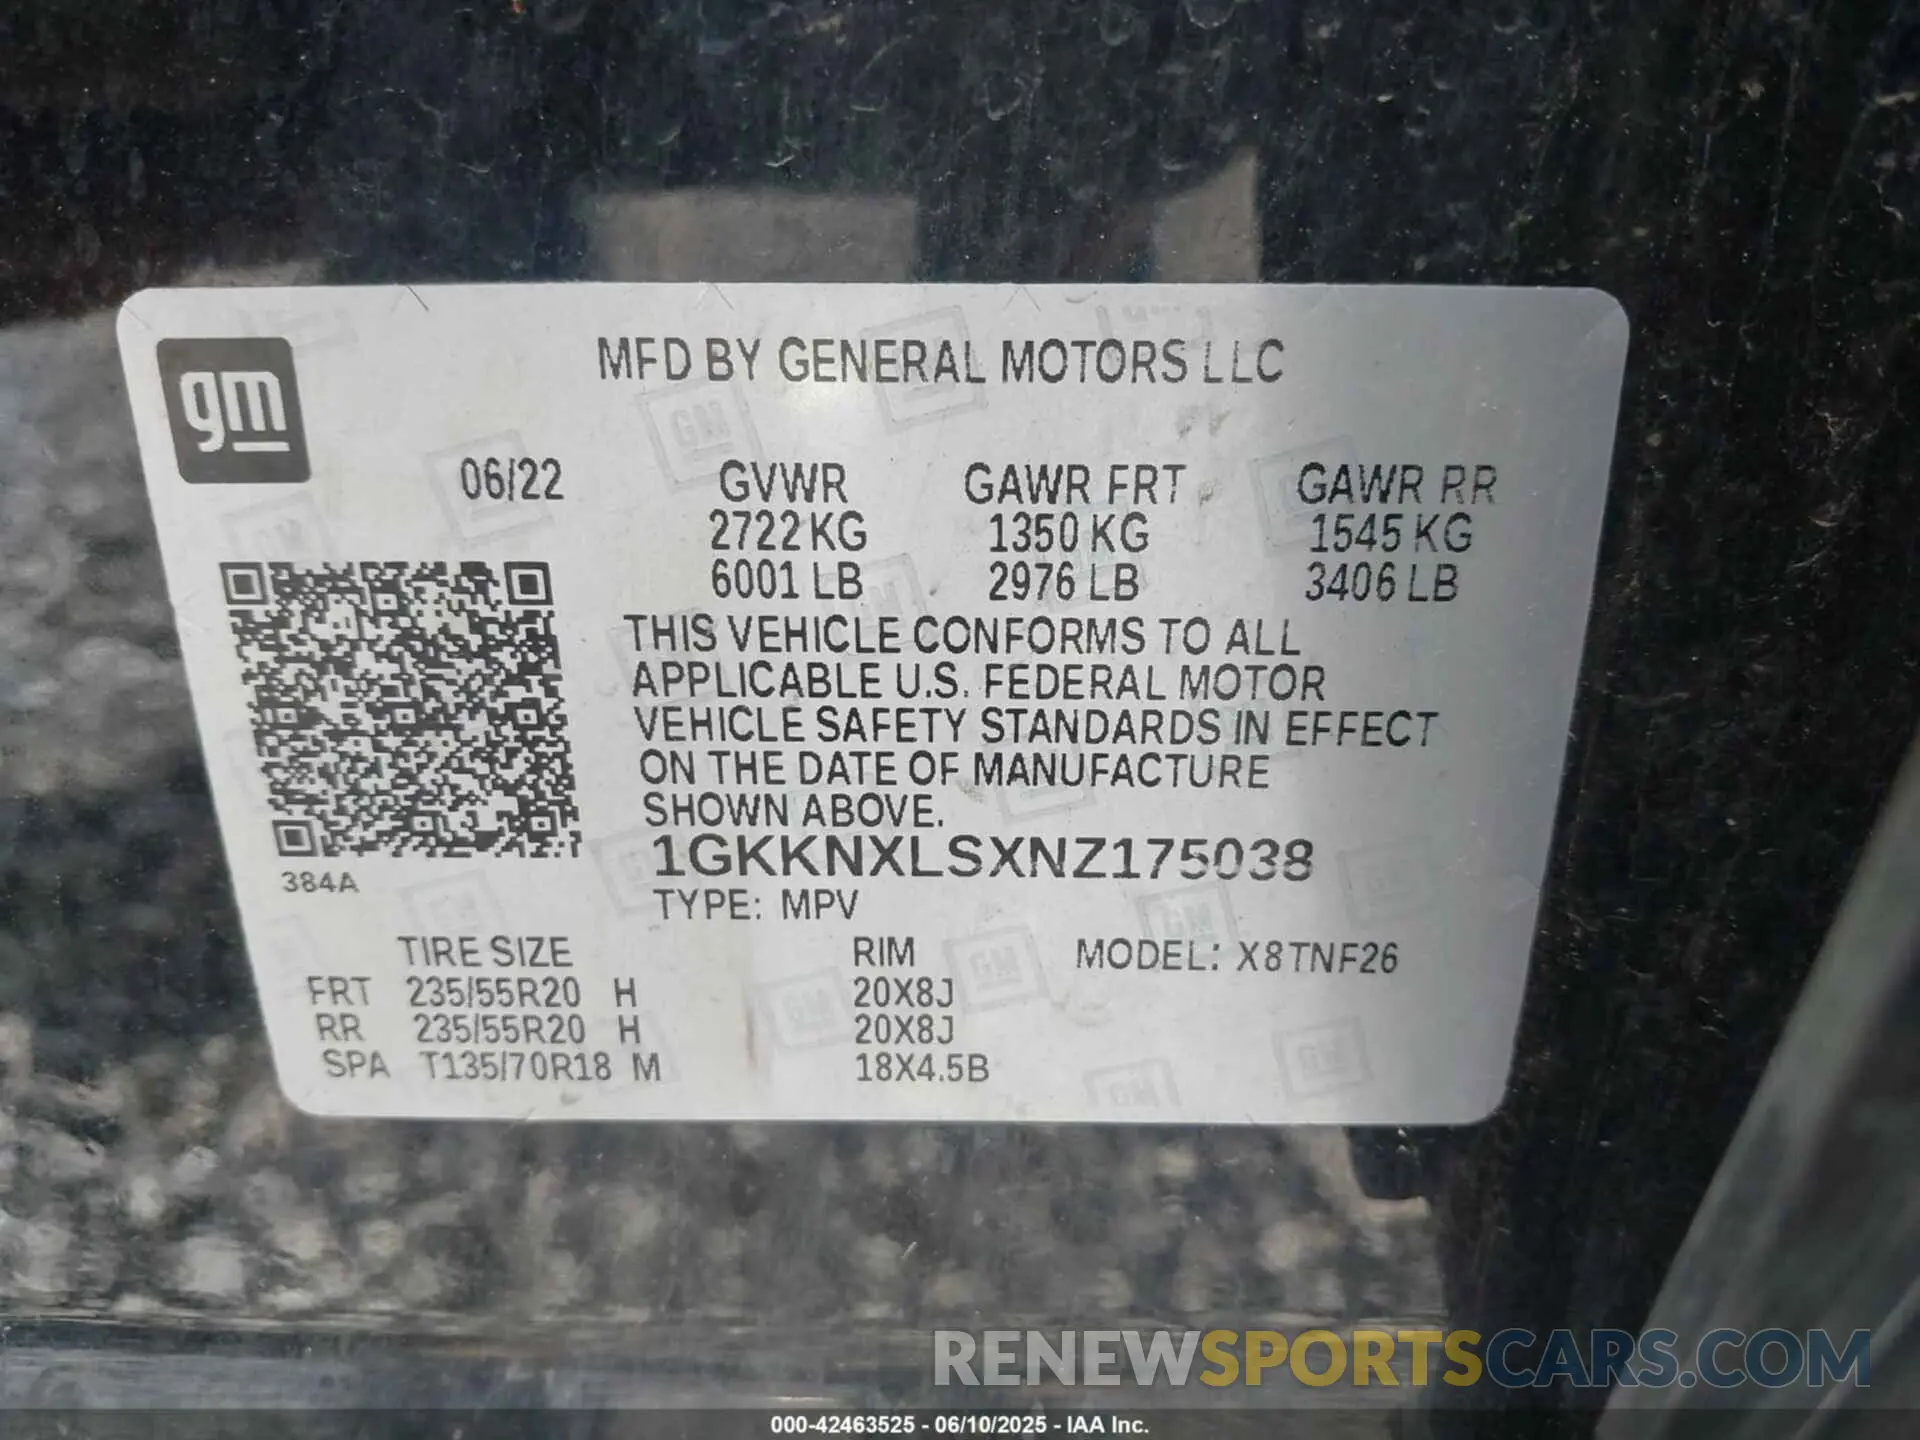 MFD BY GENERAL MOTORS LLC
gm
06/22 GVWR GAWR FRT GAWR RR
2722 KG 1350 KG 1545 KG
6001 LB 2976 LB 3406 LB
THIS VEHICLE CONFORMS TO ALL
APPLICABLE U.S. FEDERAL MOTOR
VEHICLE SAFETY STANDARDS IN EFFECT
ON THE DATE OF MANUFACTURE
SHOWN ABOVE.
1GKKNXLSXNZ175038
384A
TYPE: MPV
TIRE SIZE RIM MODEL: X8TNF26
FRT 235/55R20 H 20X8J
RR 235/55R20 H 20X8J
SPA T135/70R18 M 18X4.5B
RENEWSPORTSCARS.COM
000-42463525 - 06/10/2025 - IAA Inc.